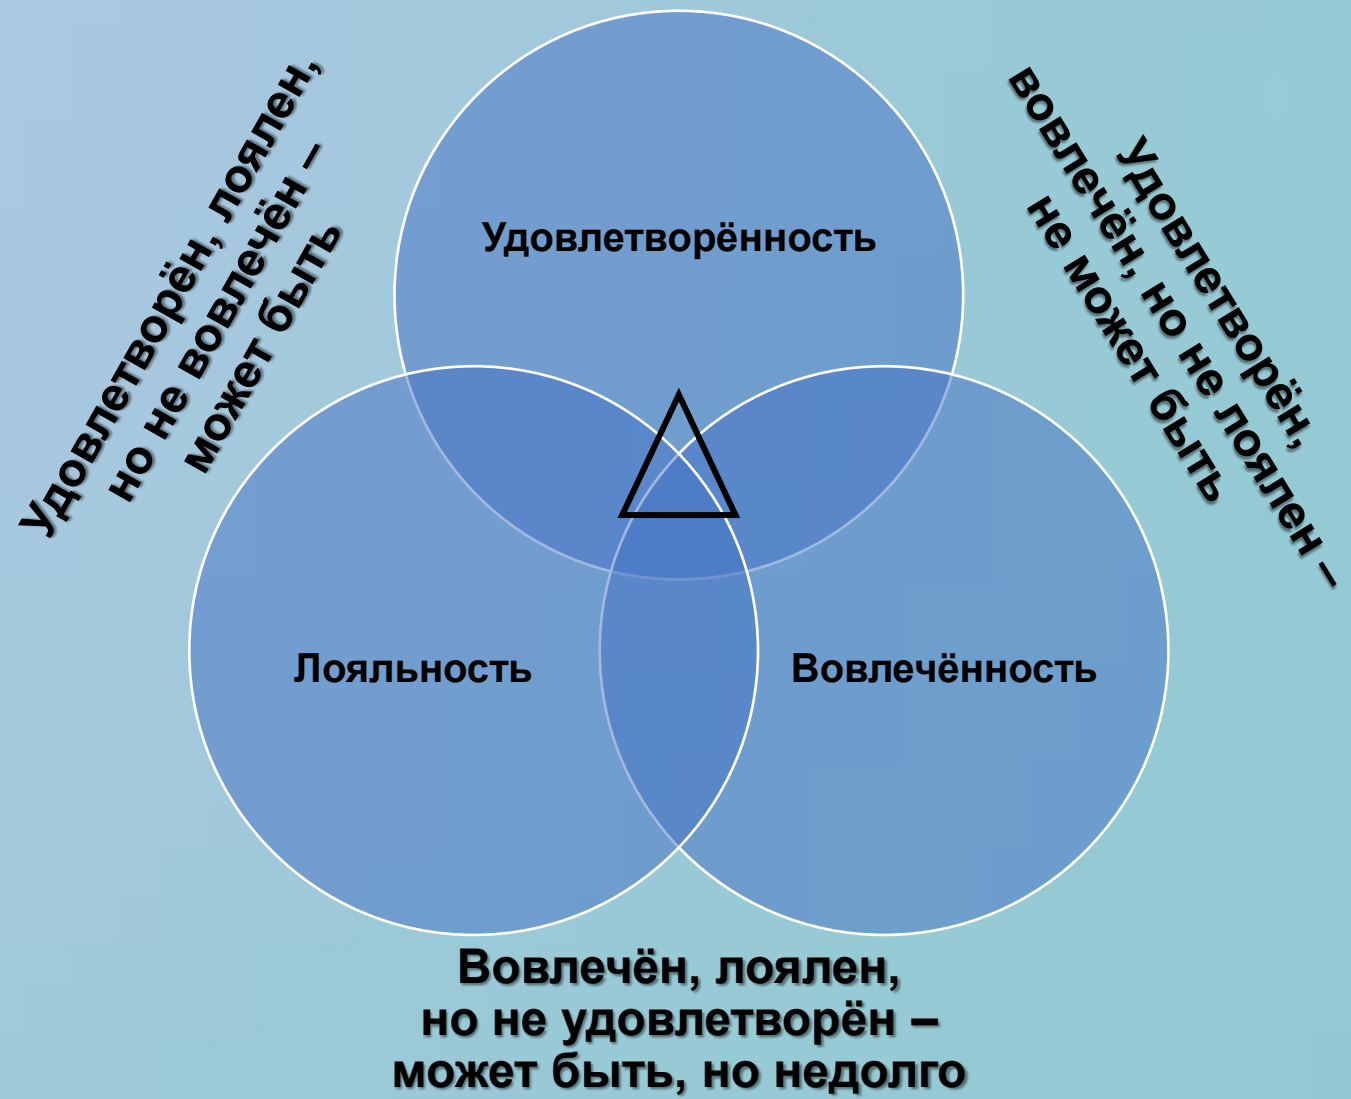 Удовлетворён, лоялен,
но не вовлечён –
может быть
Удовлетворён,
вовлечён, но не лоялен –
не может быть
Удовлетворённость
Лояльность
Вовлечённость
Вовлечён, лоялен,
но не удовлетворён –
может быть, но недолго